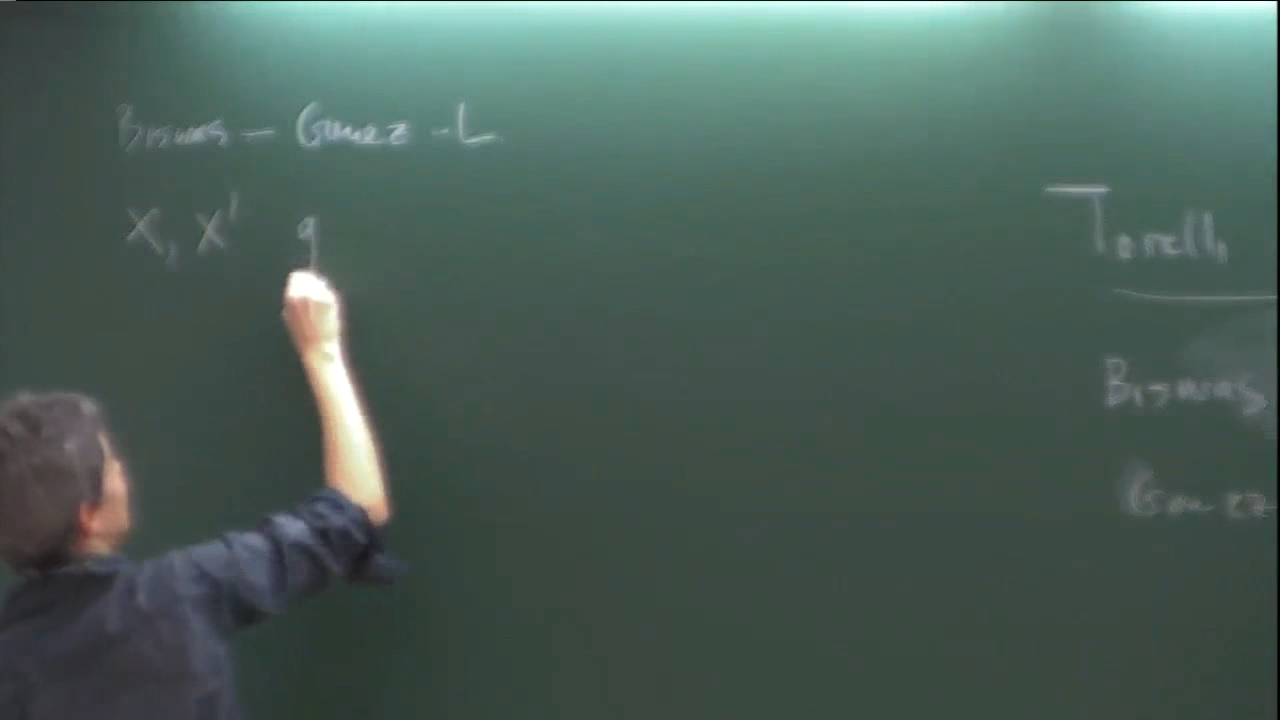 Biswas - Gomez - L
X, X' g
Torelli
Biswas,
Gomez